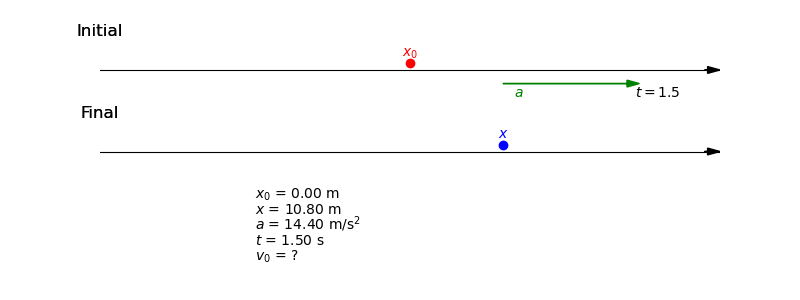 Initial
x₀
a
t = 1.5
Final
x
x₀ = 0.00 m
x = 10.80 m
a = 14.40 m/s²
t = 1.50 s
v₀ = ?